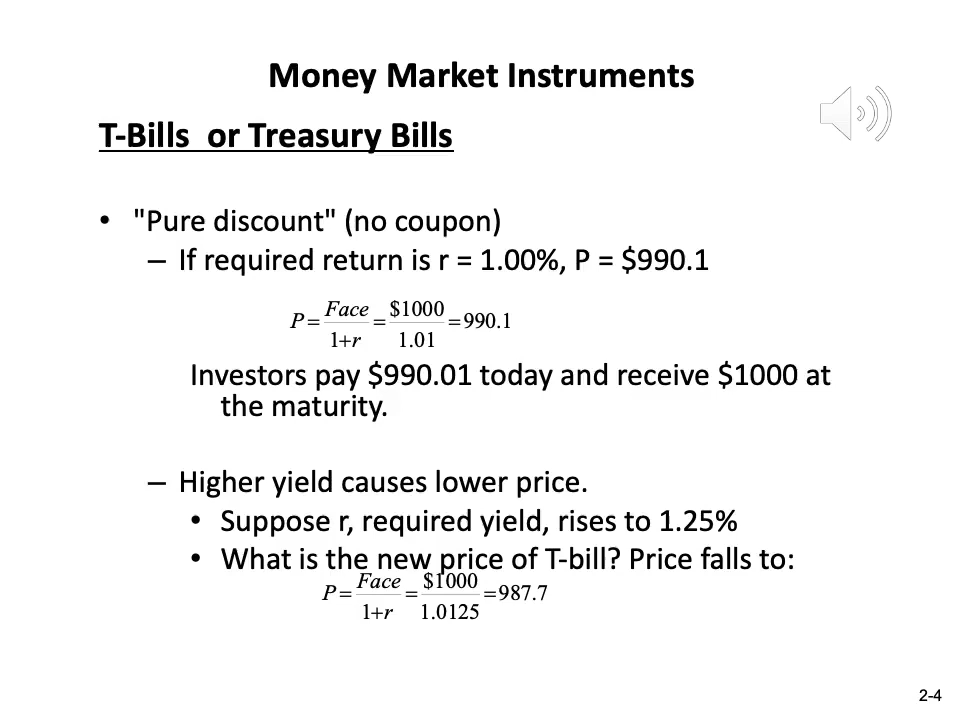 Money Market Instruments
T-Bills or Treasury Bills
• "Pure discount" (no coupon)
– If required return is r = 1.00%, P = $990.1
P = Face / 1+r = $1000 / 1.01 = 990.1
Investors pay $990.01 today and receive $1000 at
the maturity.
– Higher yield causes lower price.
• Suppose r, required yield, rises to 1.25%
• What is the new price of T-bill? Price falls to:
P = Face / 1+r = $1000 / 1.0125 = 987.7
2-4